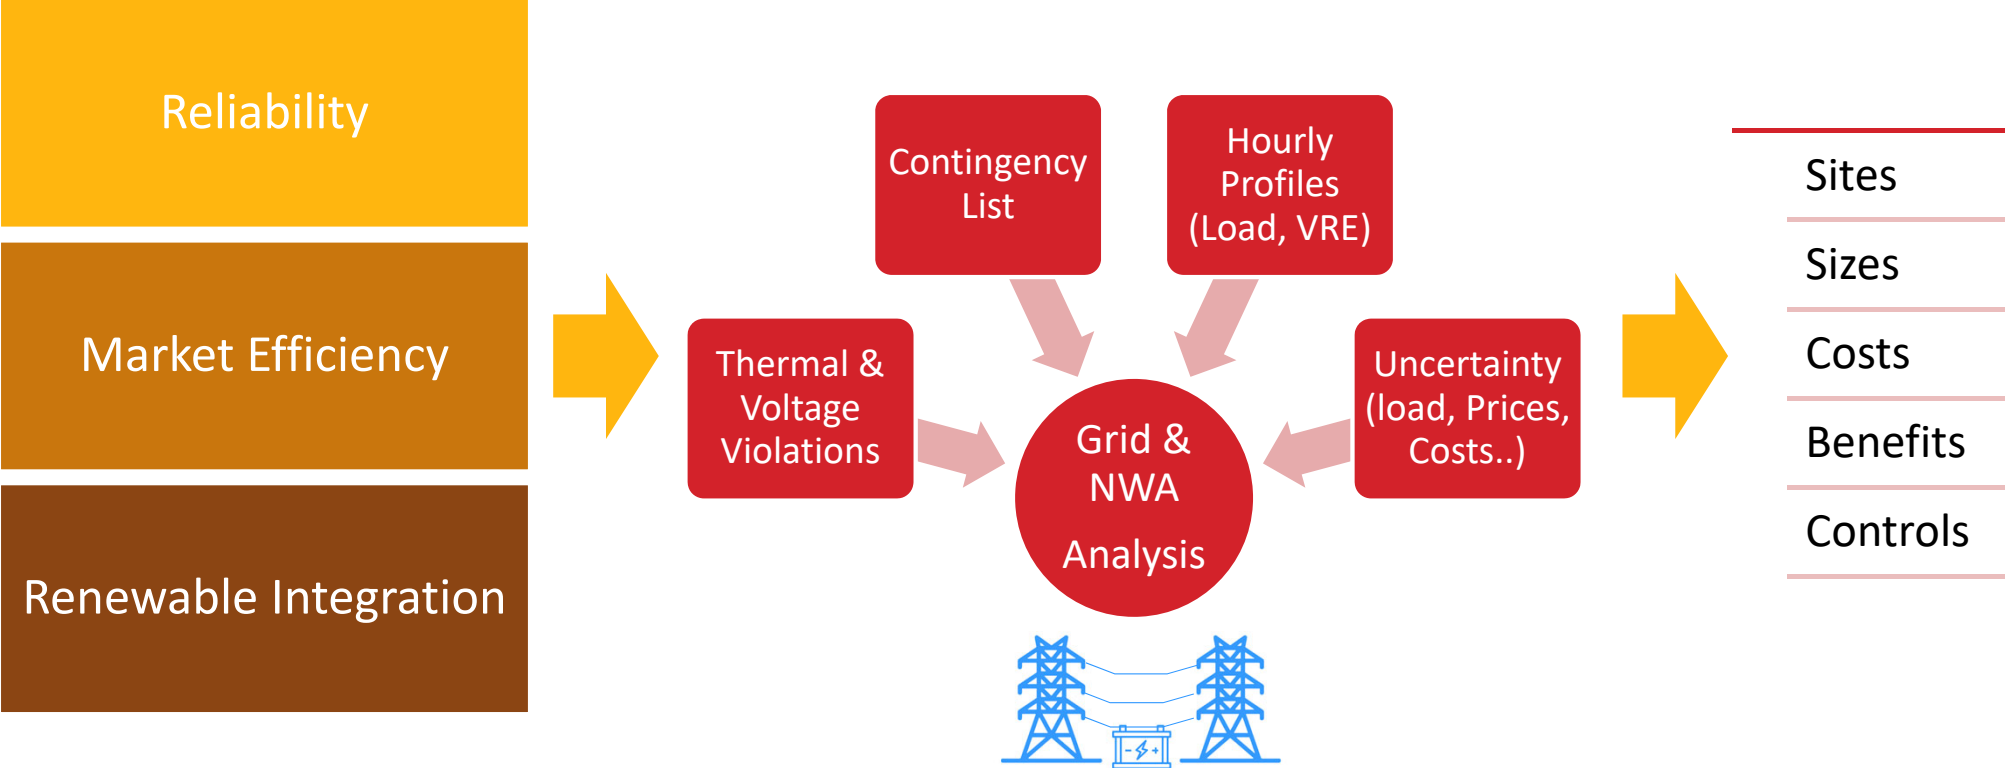 Reliability
Market Efficiency
Renewable Integration
Thermal &
Voltage
Violations
Contingency
List
Hourly
Profiles
(Load, VRE)
Uncertainty
(load, Prices,
Costs..)
Grid &
NWA
Analysis
Sites
Sizes
Costs
Benefits
Controls